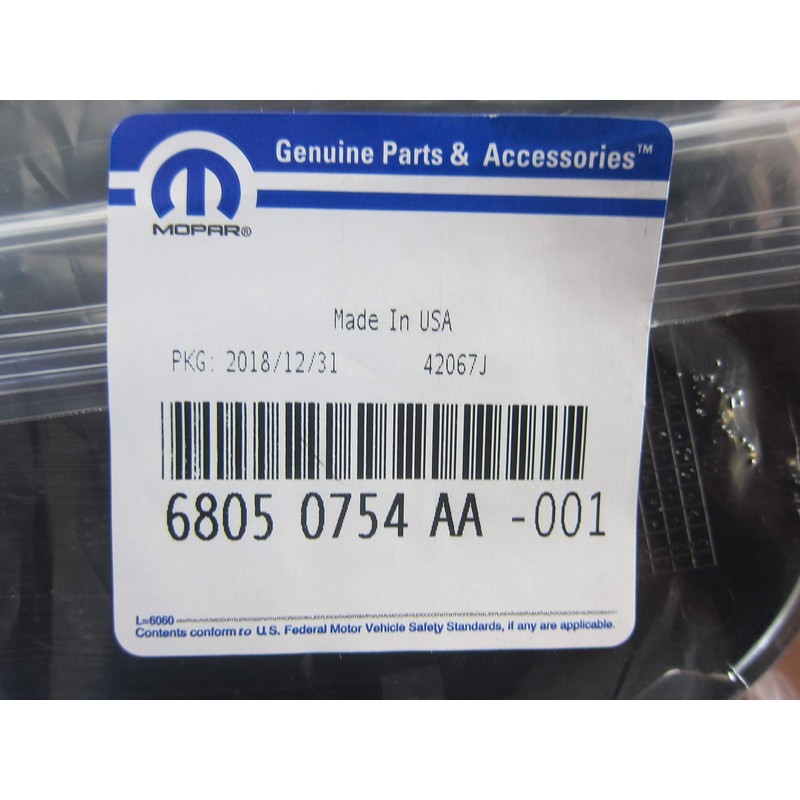 Genuine Parts & Accessories™
MOPAR®
Made In USA
PKG: 2018/12/31 42067J
6805 0754 AA -001
L=6060
Contents conform to U.S. Federal Motor Vehicle Safety Standards, if any are applicable.